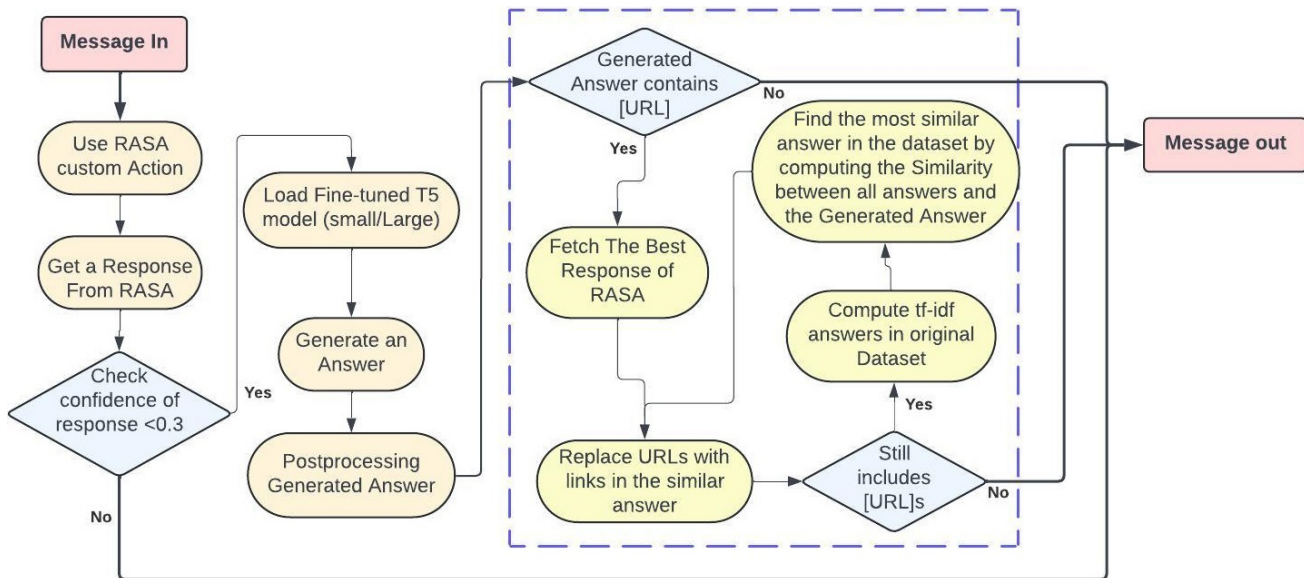 Message In
Use RASA
custom Action
Get a Response
From RASA
Check
confidence of
response <0.3
Yes
No
Load Fine-tuned T5
model (small/Large)
Generate an
Answer
Postprocessing
Generated Answer
Generated
Answer contains
[URL]
No
Yes
Fetch The Best
Response of
RASA
Replace URLs with
links in the similar
answer
Still
includes
[URL]s
Yes
No
Compute tf-idf
answers in original
Dataset
Find the most similar
answer in the dataset by
computing the Similarity
between all answers and
the Generated Answer
Message out